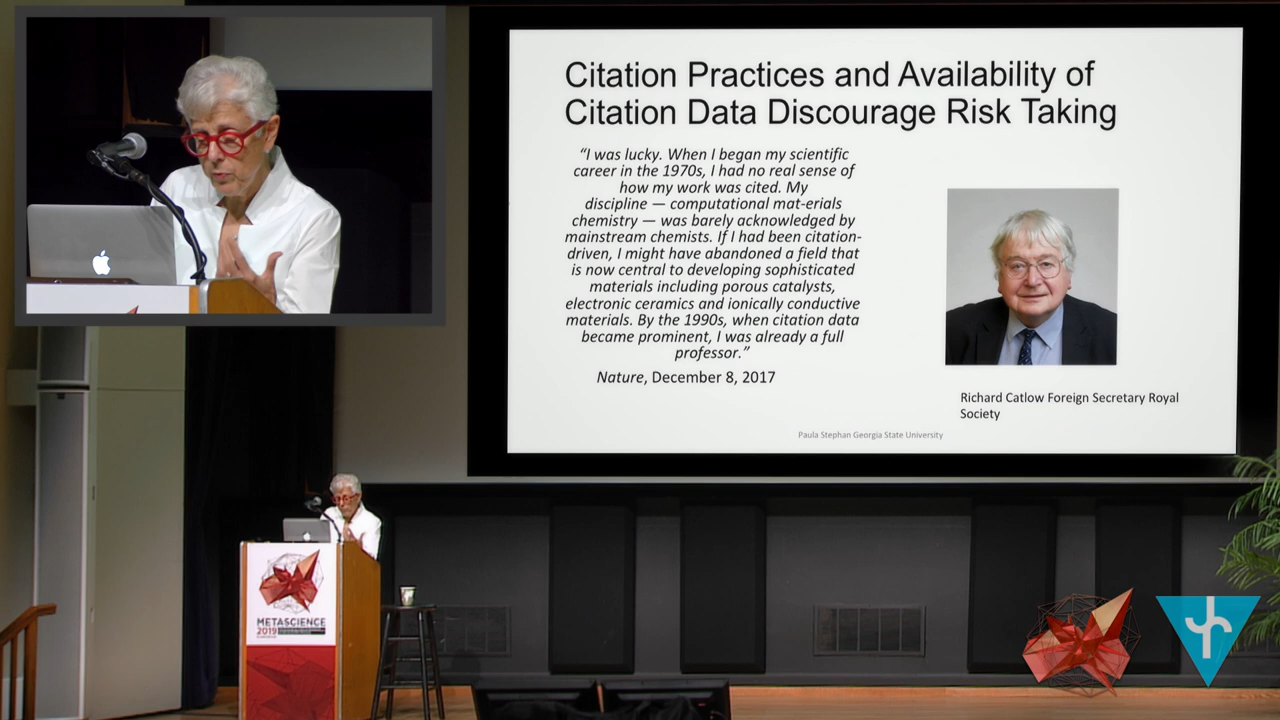 Citation Practices and Availability of
Citation Data Discourage Risk Taking
“I was lucky. When I began my scientific
career in the 1970s, I had no real sense of
how my work was cited. My
discipline — computational mat-erials
chemistry — was barely acknowledged by
mainstream chemists. If I had been citation-
driven, I might have abandoned a field that
is now central to developing sophisticated
materials including porous catalysts,
electronic ceramics and ionically conductive
materials. By the 1990s, when citation data
became prominent, I was already a full
professor.”
Nature, December 8, 2017
Richard Catlow Foreign Secretary Royal
Society
Paula Stephan Georgia State University
METASCIENCE
2019